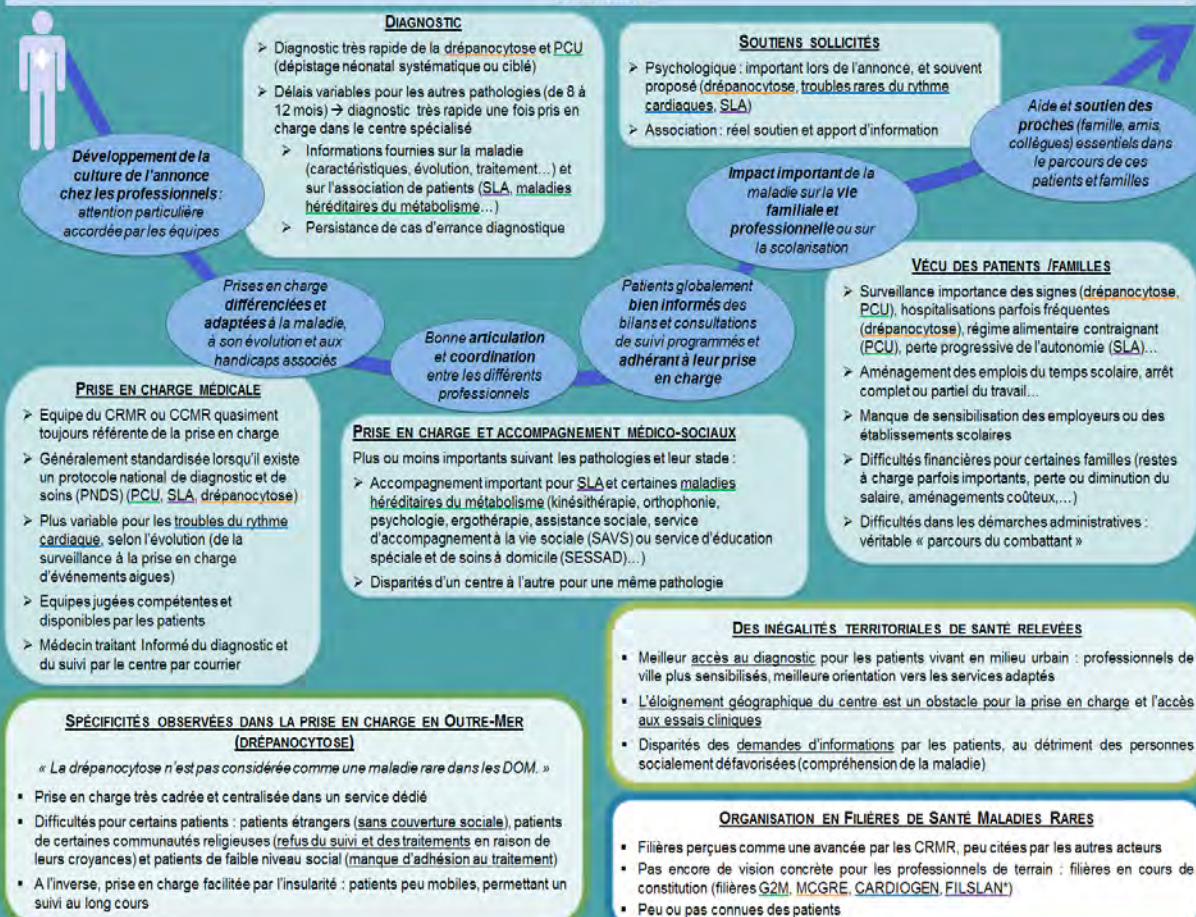 DIAGNOSTIC
➢ Diagnostic très rapide de la drépanocytose et PCU
(dépistage néonatal systématique ou ciblé)
➢ Délais variables pour les autres pathologies (de 8 à
12 mois) → diagnostic très rapide une fois pris en
charge dans le centre spécialisé
➢ Informations fournies sur la maladie
(caractéristiques, évolution, traitement…) et
sur l'association de patients (SLA, maladies
héréditaires du métabolisme…)
➢ Persistance de cas d'errance diagnostique
SOUTIENS SOLLICITÉS
➢ Psychologique : important lors de l'annonce, et souvent
proposé (drépanocytose, troubles rares du rythme
cardiaques, SLA)
➢ Association : réel soutien et apport d'information
Développement de la
culture de l'annonce
chez les professionnels :
attention particulière
accordée par les équipes
Prises en charge
différenciées et
adaptées à la maladie,
à son évolution et aux
handicaps associés
Bonne articulation
et coordination
entre les différents
professionnels
Patients globalement
bien informés des
bilans et consultations
de suivi programmés et
adhérant à leur prise
en charge
Impact important de la
maladie sur la vie
familiale et
professionnelle ou sur
la scolarisation
Aide et soutien des
proches (famille, amis,
collègues) essentiels dans
le parcours de ces
patients et familles
PRISE EN CHARGE MÉDICALE
➢ Equipe du CRMR ou CCMR quasiment
toujours référente de la prise en charge
➢ Généralement standardisée lorsqu'il existe
un protocole national de diagnostic et de
soins (PNDS) (PCU, SLA, drépanocytose)
➢ Plus variable pour les troubles du rythme
cardiaque, selon l'évolution (de la
surveillance à la prise en charge
d'événements aigues)
➢ Equipes jugées compétentes et
disponibles par les patients
➢ Médecin traitant Informé du diagnostic et
du suivi par le centre par courrier
PRISE EN CHARGE ET ACCOMPAGNEMENT MÉDICO-SOCIAUX
Plus ou moins importants suivant les pathologies et leur stade :
➢ Accompagnement important pour SLA et certaines maladies
héréditaires du métabolisme (kinésithérapie, orthophonie,
psychologie, ergothérapie, assistance sociale, service
d'accompagnement à la vie sociale (SAVS) ou service d'éducation
spéciale et de soins à domicile (SESSAD)…)
➢ Disparités d'un centre à l'autre pour une même pathologie
VÉCU DES PATIENTS /FAMILLES
➢ Surveillance importance des signes (drépanocytose,
PCU), hospitalisations parfois fréquentes
(drépanocytose), régime alimentaire contraignant
(PCU), perte progressive de l'autonomie (SLA)…
➢ Aménagement des emplois du temps scolaire, arrêt
complet ou partiel du travail…
➢ Manque de sensibilisation des employeurs ou des
établissements scolaires
➢ Difficultés financières pour certaines familles (restes
à charge parfois importants, perte ou diminution du
salaire, aménagements coûteux,…)
➢ Difficultés dans les démarches administratives :
véritable « parcours du combattant »
SPÉCIFICITÉS OBSERVÉES DANS LA PRISE EN CHARGE EN OUTRE-MER
(DRÉPANOCYTOSE)
« La drépanocytose n'est pas considérée comme une maladie rare dans les DOM. »
▪ Prise en charge très cadrée et centralisée dans un service dédié
▪ Difficultés pour certains patients : patients étrangers (sans couverture sociale), patients
de certaines communautés religieuses (refus du suivi et des traitements en raison de
leurs croyances) et patients de faible niveau social (manque d'adhésion au traitement)
▪ A l'inverse, prise en charge facilitée par l'insularité : patients peu mobiles, permettant un
suivi au long cours
DES INÉGALITÉS TERRITORIALES DE SANTÉ RELEVÉES
▪ Meilleur accès au diagnostic pour les patients vivant en milieu urbain : professionnels de
ville plus sensibilisés, meilleure orientation vers les services adaptés
▪ L'éloignement géographique du centre est un obstacle pour la prise en charge et l'accès
aux essais cliniques
▪ Disparités des demandes d'informations par les patients, au détriment des personnes
socialement défavorisées (compréhension de la maladie)
ORGANISATION EN FILIÈRES DE SANTÉ MALADIES RARES
▪ Filières perçues comme une avancée par les CRMR, peu citées par les autres acteurs
▪ Pas encore de vision concrète pour les professionnels de terrain : filières en cours de
constitution (filières G2M, MCGRE, CARDIOGEN, FILSLAN*)
▪ Peu ou pas connues des patients